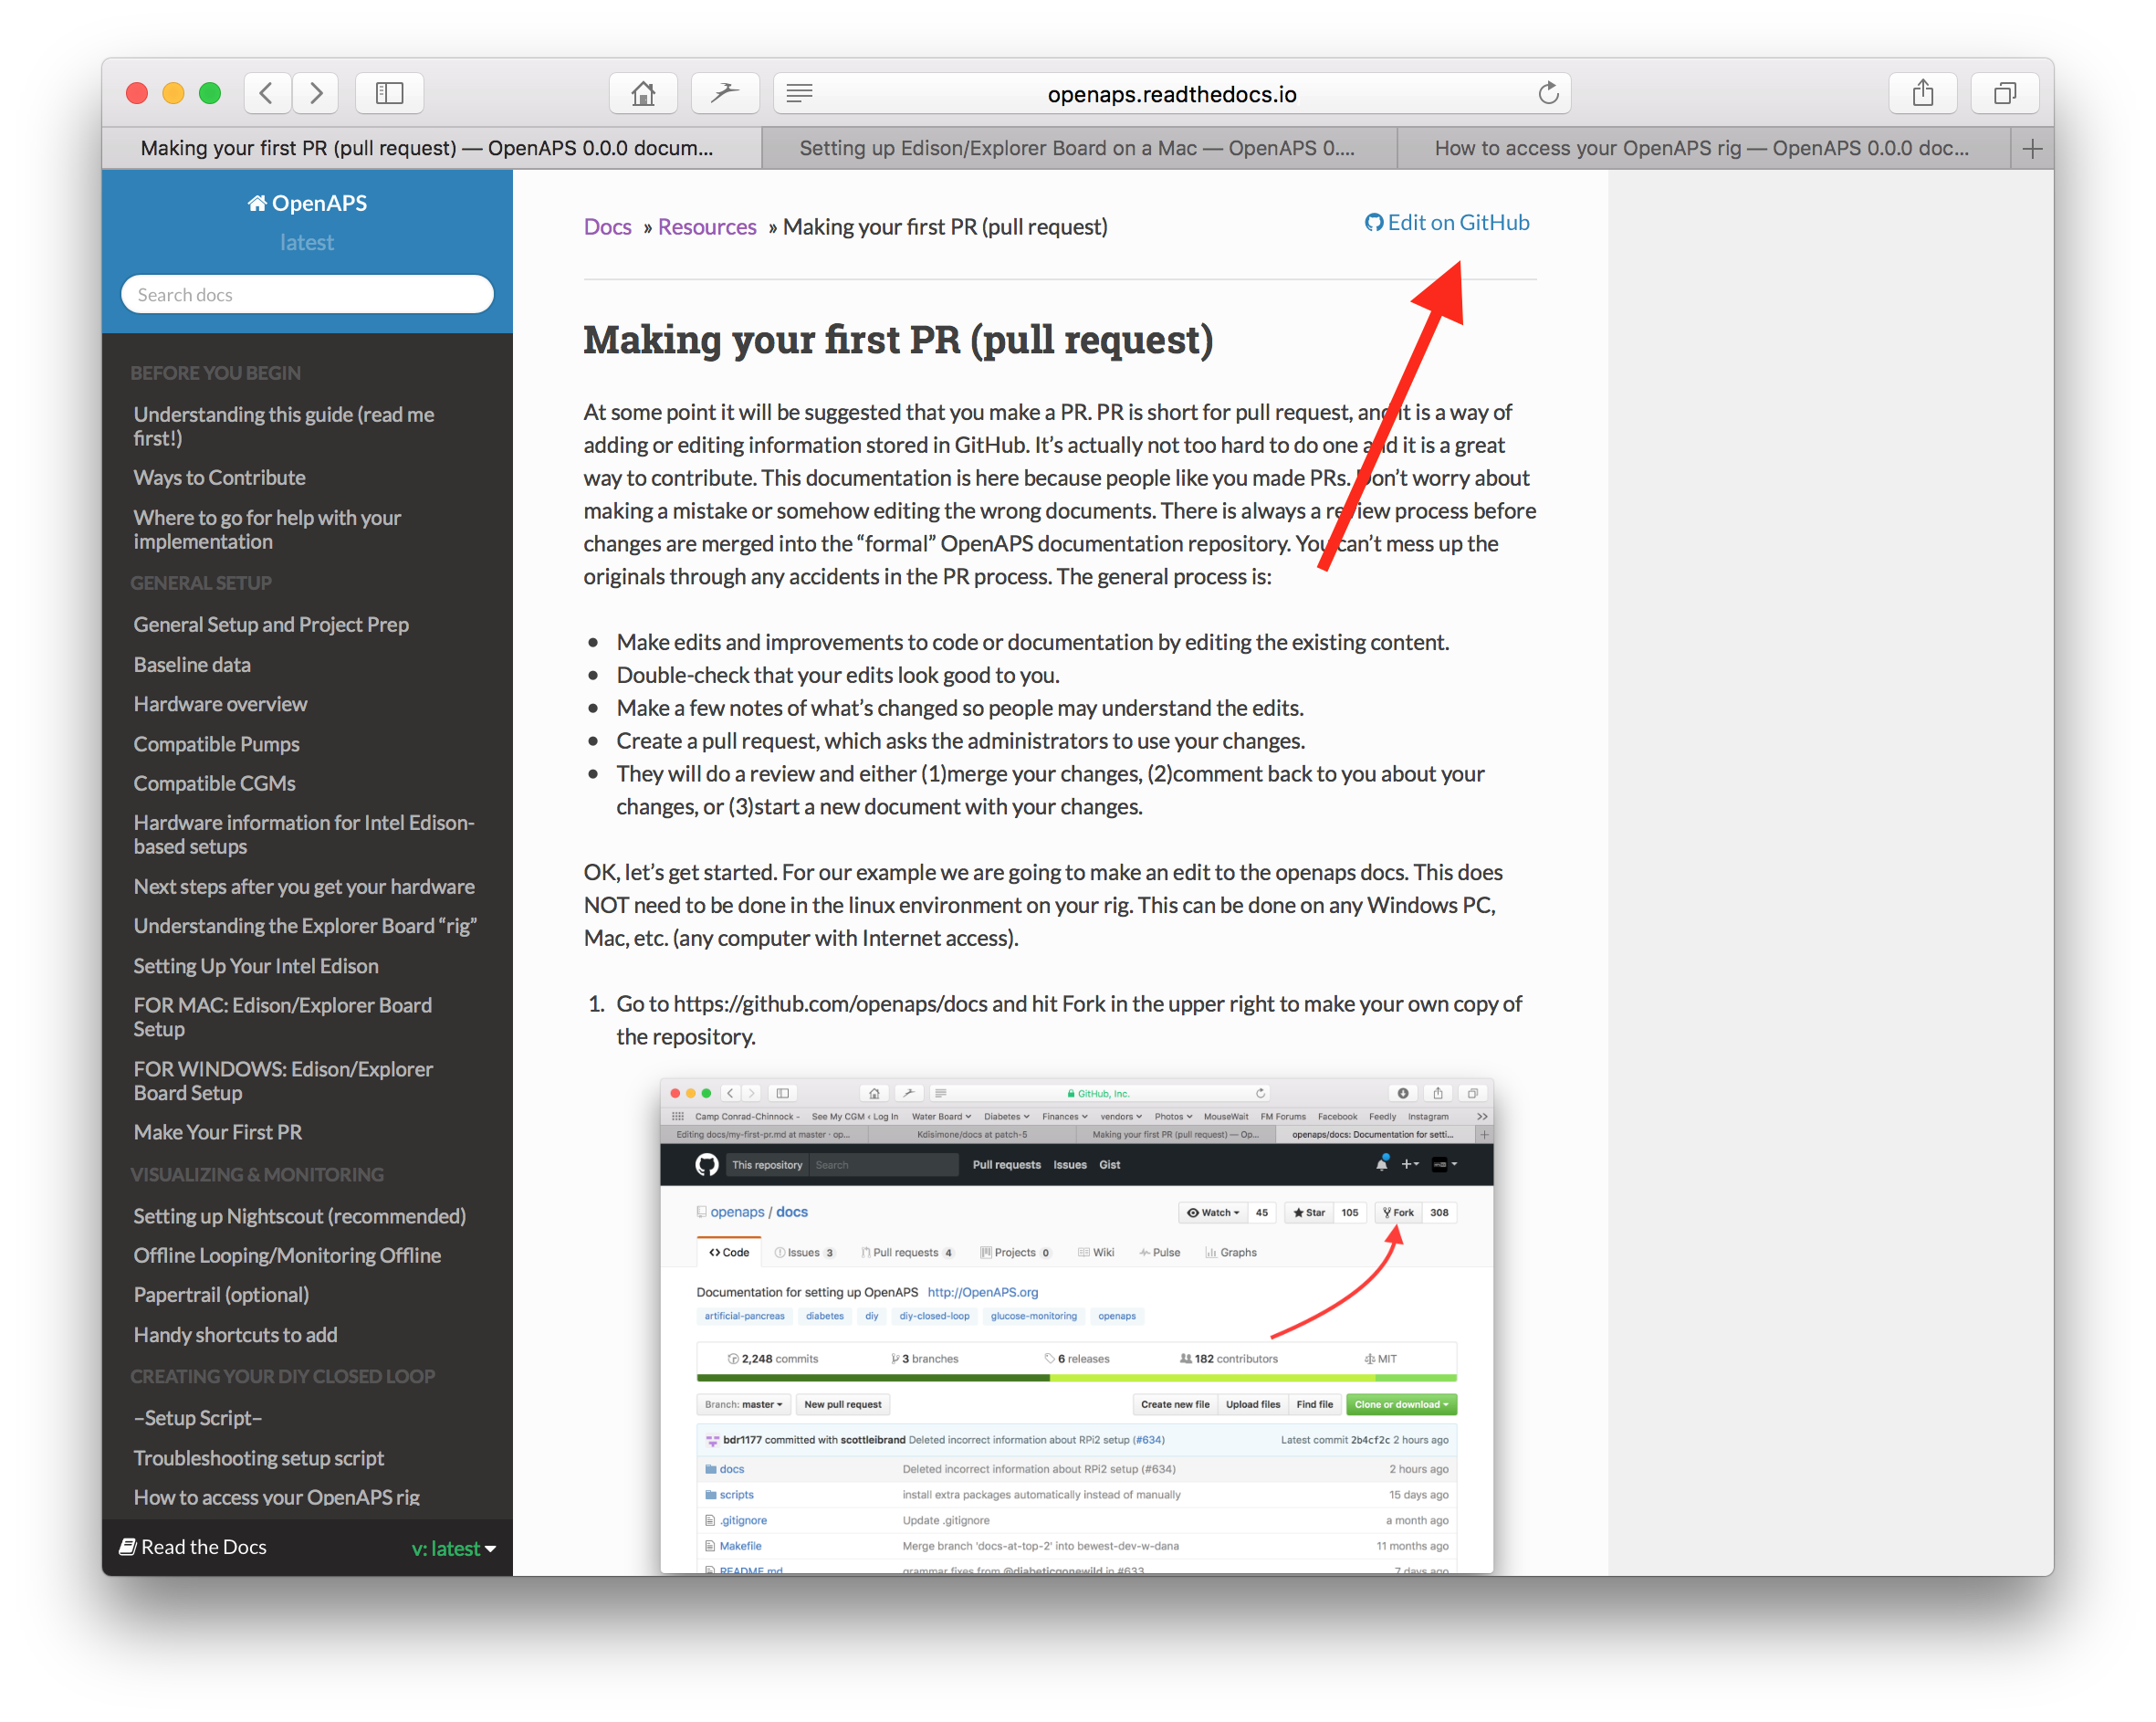 openaps.readthedocs.io
Making your first PR (pull request) — OpenAPS 0.0.0 docum...
Setting up Edison/Explorer Board on a Mac — OpenAPS 0....
How to access your OpenAPS rig — OpenAPS 0.0.0 doc...
OpenAPS
latest
Search docs
BEFORE YOU BEGIN
Understanding this guide (read me
first!)
Ways to Contribute
Where to go for help with your
implementation
GENERAL SETUP
General Setup and Project Prep
Baseline data
Hardware overview
Compatible Pumps
Compatible CGMs
Hardware information for Intel Edison-
based setups
Next steps after you get your hardware
Understanding the Explorer Board “rig”
Setting Up Your Intel Edison
FOR MAC: Edison/Explorer Board
Setup
FOR WINDOWS: Edison/Explorer
Board Setup
Make Your First PR
VISUALIZING & MONITORING
Setting up Nightscout (recommended)
Offline Looping/Monitoring Offline
Papertrail (optional)
Handy shortcuts to add
CREATING YOUR DIY CLOSED LOOP
–Setup Script–
Troubleshooting setup script
How to access your OpenAPS rig
Read the Docs
v: latest
Docs » Resources » Making your first PR (pull request)
Edit on GitHub
Making your first PR (pull request)
At some point it will be suggested that you make a PR. PR is short for pull request, and it is a way of
adding or editing information stored in GitHub. It’s actually not too hard to do one and it is a great
way to contribute. This documentation is here because people like you made PRs. Don’t worry about
making a mistake or somehow editing the wrong documents. There is always a review process before
changes are merged into the “formal” OpenAPS documentation repository. You can’t mess up the
originals through any accidents in the PR process. The general process is:
• Make edits and improvements to code or documentation by editing the existing content.
• Double-check that your edits look good to you.
• Make a few notes of what’s changed so people may understand the edits.
• Create a pull request, which asks the administrators to use your changes.
• They will do a review and either (1)merge your changes, (2)comment back to you about your
changes, or (3)start a new document with your changes.
OK, let’s get started. For our example we are going to make an edit to the openaps docs. This does
NOT need to be done in the linux environment on your rig. This can be done on any Windows PC,
Mac, etc. (any computer with Internet access).
1. Go to https://github.com/openaps/docs and hit Fork in the upper right to make your own copy of
the repository.
GitHub, Inc.
Camp Conrad-Chinnock - See My CGM ‹ Log In Water Board Diabetes Finances vendors Photos MouseWait FM Forums Facebook Feedly Instagram
Editing docs/my-first-pr.md at master · op...
Kdisimone/docs at patch-5
Making your first PR (pull request) — Op...
openaps/docs: Documentation for setti...
This repository Search Pull requests Issues Gist
openaps / docs
Watch 45 Star 105 Fork 308
Code Issues 3 Pull requests 4 Projects 0 Wiki Pulse Graphs
Documentation for setting up OpenAPS http://OpenAPS.org
artificial-pancreas diabetes diy diy-closed-loop glucose-monitoring openaps
2,248 commits 3 branches 6 releases 182 contributors MIT
Branch: master New pull request Create new file Upload files Find file Clone or download
bdr1177 committed with scottleibrand Deleted incorrect information about RPi2 setup (#634) Latest commit 2b4cf2c 2 hours ago
docs Deleted incorrect information about RPi2 setup (#634) 2 hours ago
scripts install extra packages automatically instead of manually 15 days ago
.gitignore Update .gitignore a month ago
Makefile Merge branch 'docs-at-top-2' into bewest-dev-w-dana 11 months ago
README.md grammar fixes from @diabeticgonewild in #633 7 days ago